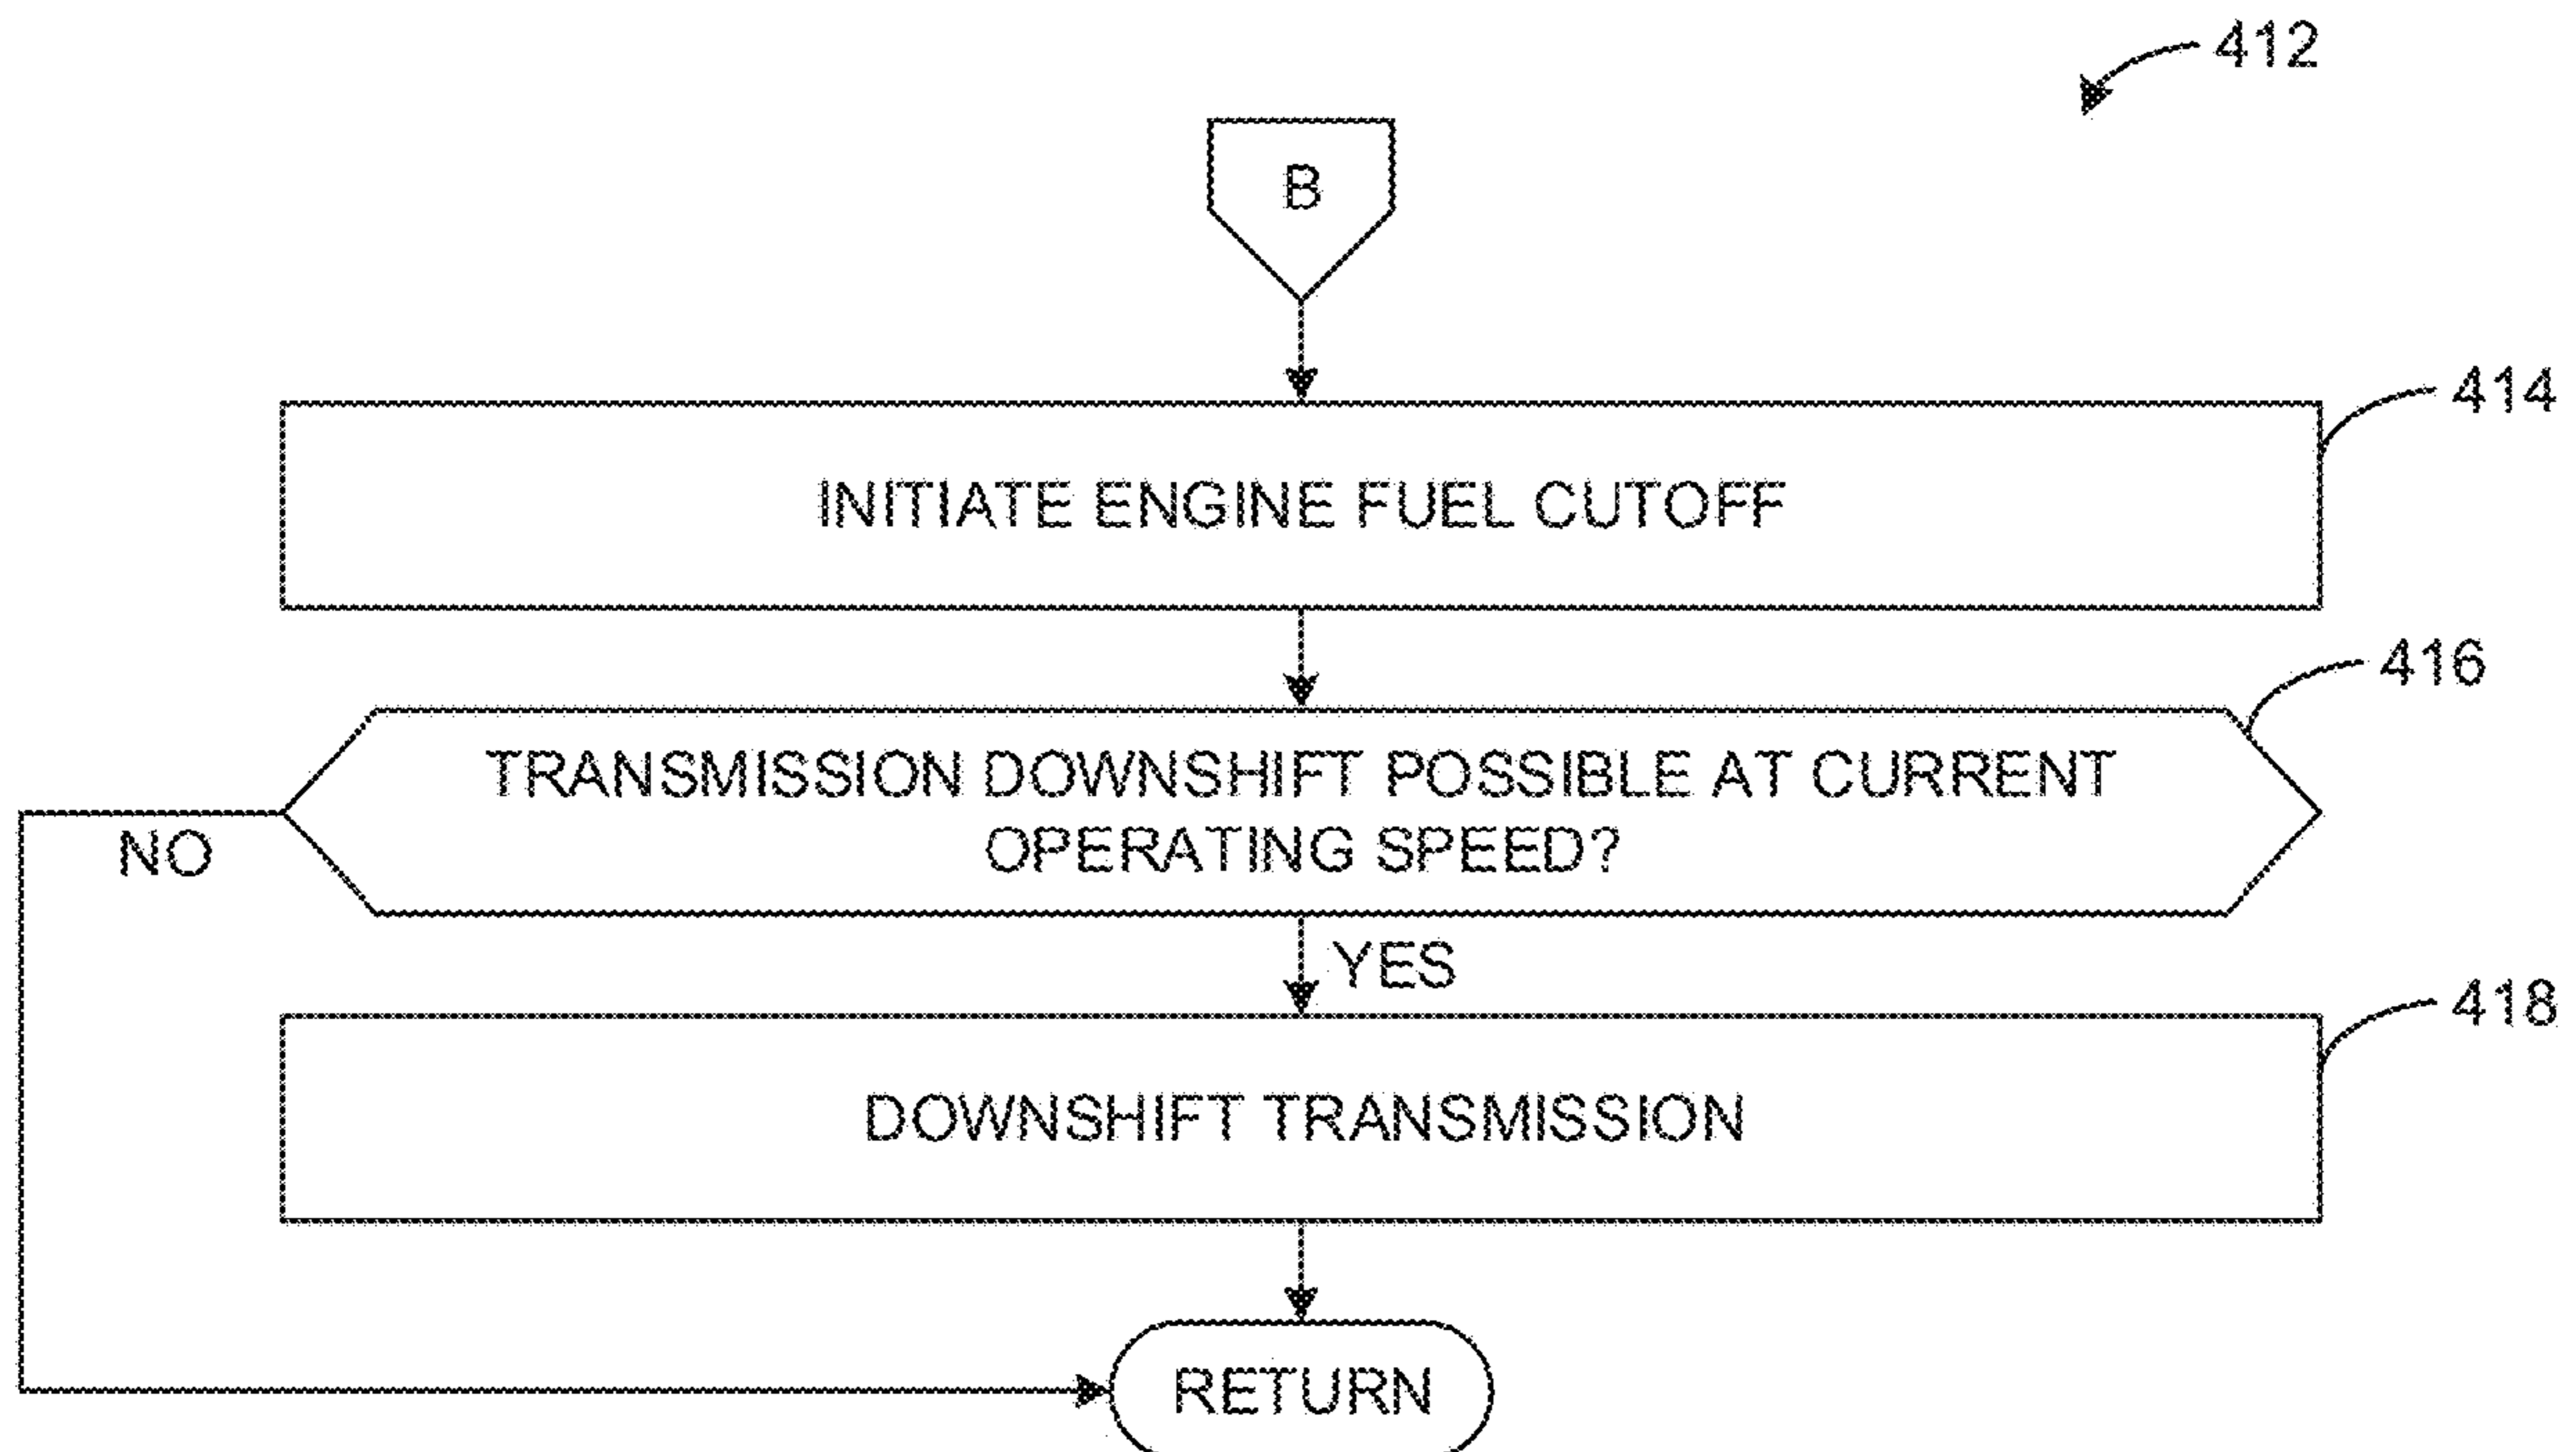 412
B
414
INITIATE ENGINE FUEL CUTOFF
416
TRANSMISSION DOWNSHIFT POSSIBLE AT CURRENT
OPERATING SPEED?
NO
YES
418
DOWNSHIFT TRANSMISSION
RETURN